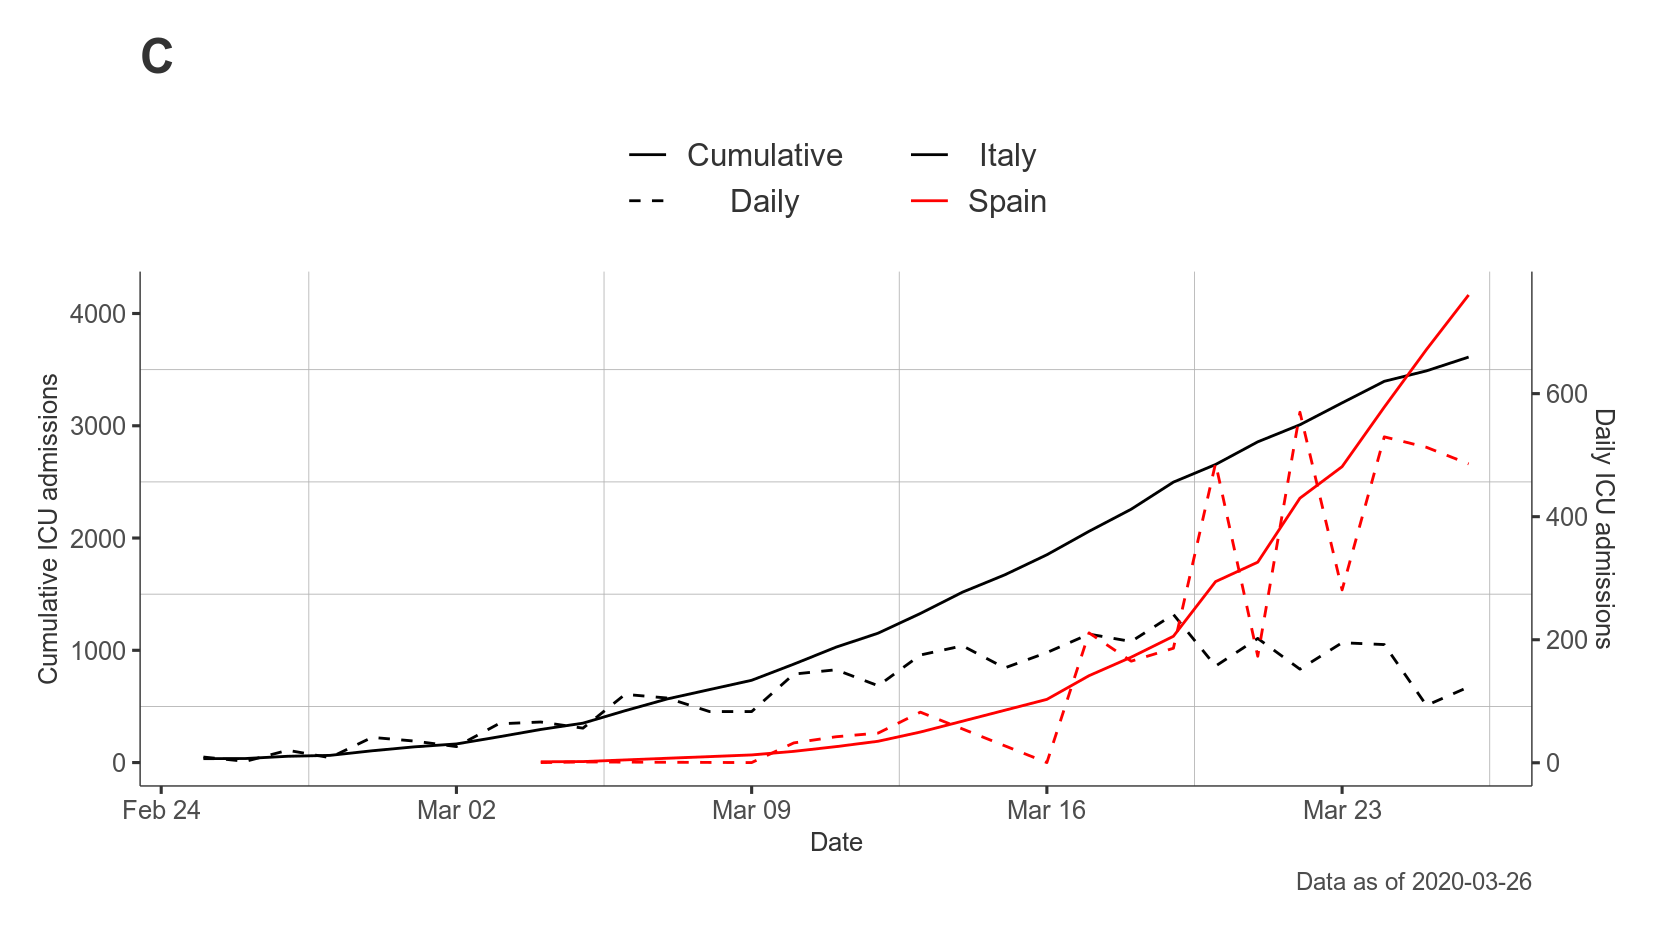 C
Cumulative
Italy
Daily
Spain
4000
3000
2000
1000
0
Cumulative ICU admissions
600
400
200
0
Daily ICU admissions
Feb 24
Mar 02
Mar 09
Mar 16
Mar 23
Date
Data as of 2020-03-26